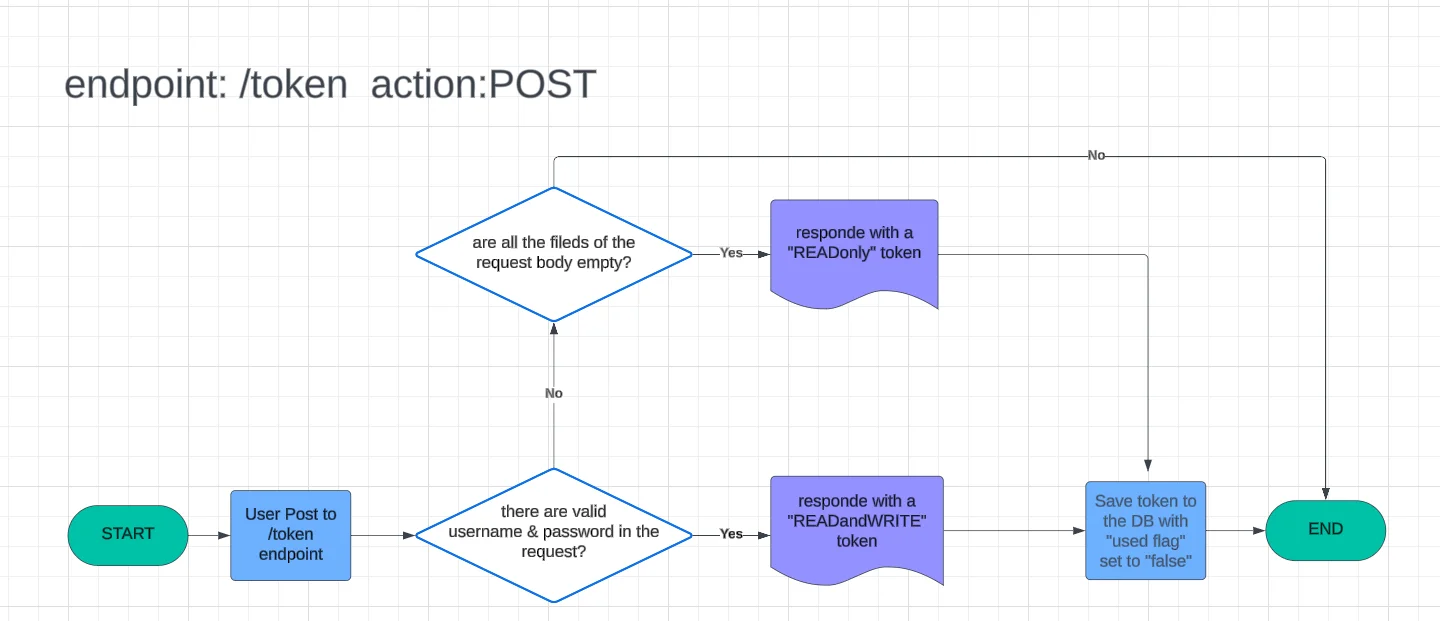 endpoint: /token  action:POST
No
are all the fileds of the
request body empty?
Yes
responde with a
"READonly" token
No
START
User Post to
/token
endpoint
there are valid
username & password in the
request?
Yes
responde with a
"READandWRITE"
token
Save token to
the DB with
"used flag"
set to "false"
END